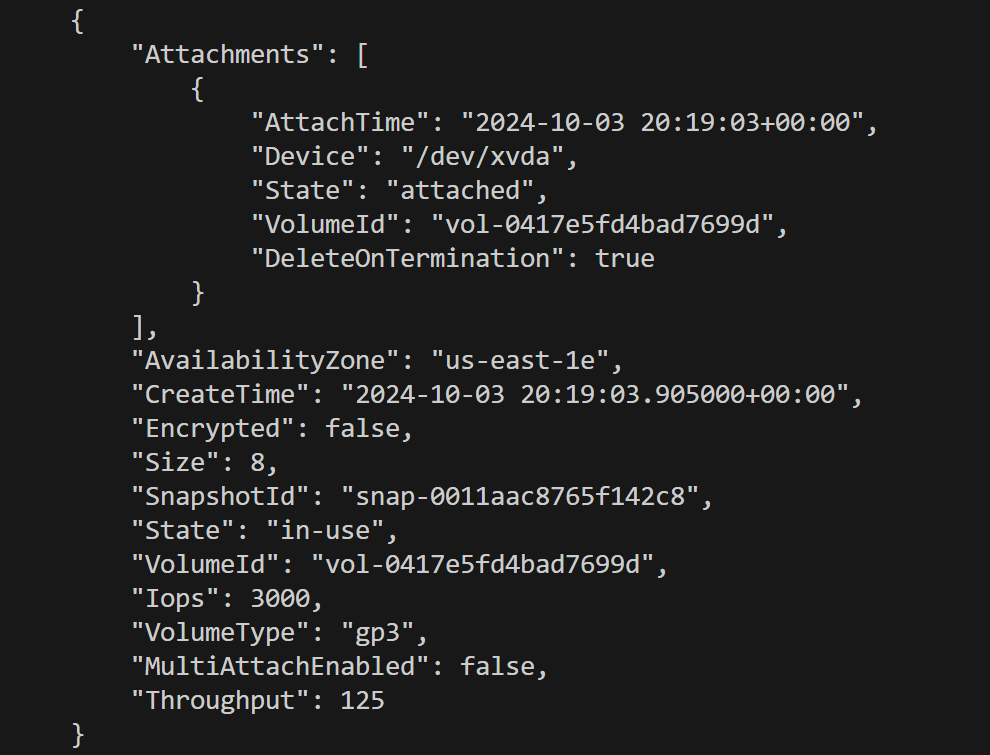 {
    "Attachments": [
        {
            "AttachTime": "2024-10-03 20:19:03+00:00",
            "Device": "/dev/xvda",
            "State": "attached",
            "VolumeId": "vol-0417e5fd4bad7699d",
            "DeleteOnTermination": true
        }
    ],
    "AvailabilityZone": "us-east-1e",
    "CreateTime": "2024-10-03 20:19:03.905000+00:00",
    "Encrypted": false,
    "Size": 8,
    "SnapshotId": "snap-0011aac8765f142c8",
    "State": "in-use",
    "VolumeId": "vol-0417e5fd4bad7699d",
    "Iops": 3000,
    "VolumeType": "gp3",
    "MultiAttachEnabled": false,
    "Throughput": 125
}